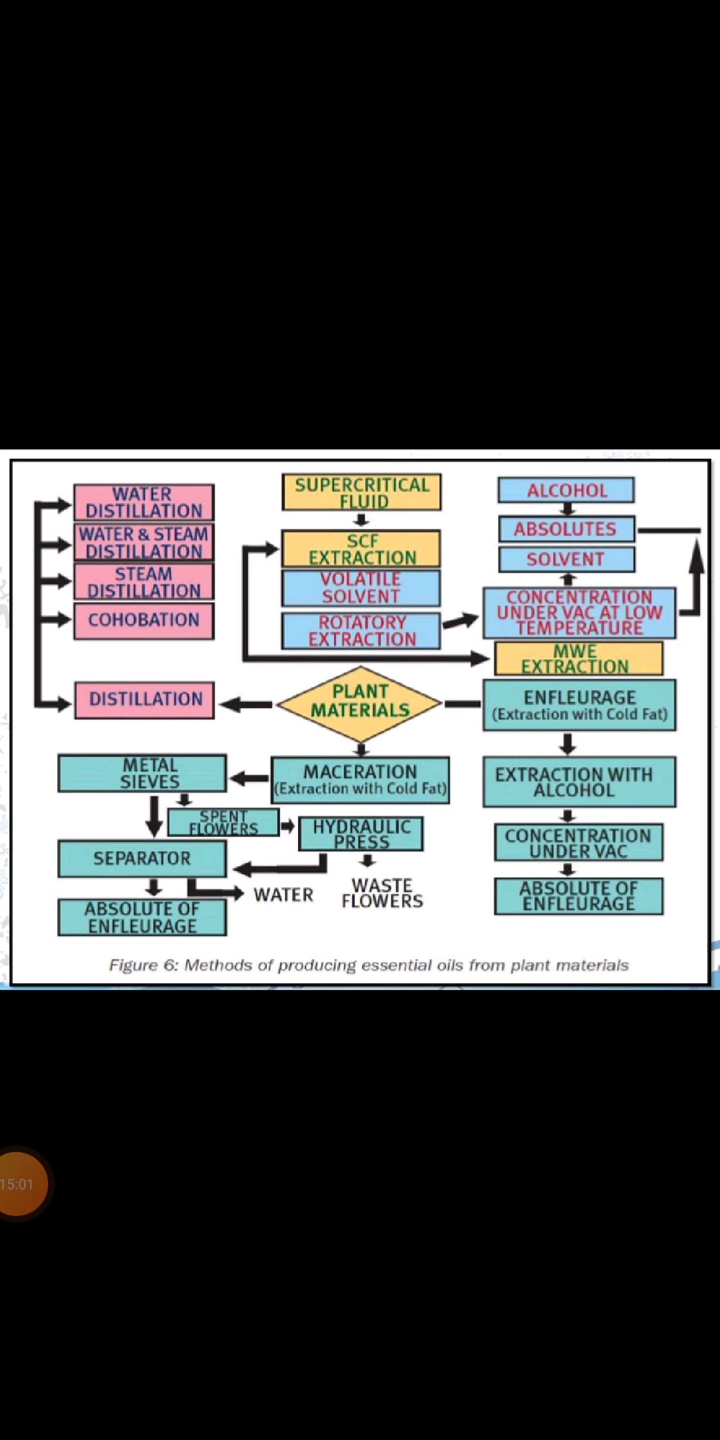 WATER
DISTILLATION
WATER & STEAM
DISTILLATION
STEAM
DISTILLATION
COHOBATION
DISTILLATION
SUPERCRITICAL
FLUID
SCF
EXTRACTION
VOLATILE
SOLVENT
ROTATORY
EXTRACTION
ALCOHOL
ABSOLUTES
SOLVENT
CONCENTRATION
UNDER VAC AT LOW
TEMPERATURE
MWE
EXTRACTION
PLANT
MATERIALS
ENFLEURAGE
(Extraction with Cold Fat)
EXTRACTION WITH
ALCOHOL
CONCENTRATION
UNDER VAC
ABSOLUTE OF
ENFLEURAGE
MACERATION
(Extraction with Cold Fat)
METAL
SIEVES
SPENT
FLOWERS
HYDRAULIC
PRESS
SEPARATOR
WATER
WASTE
FLOWERS
ABSOLUTE OF
ENFLEURAGE
Figure 6: Methods of producing essential oils from plant materials
15:01